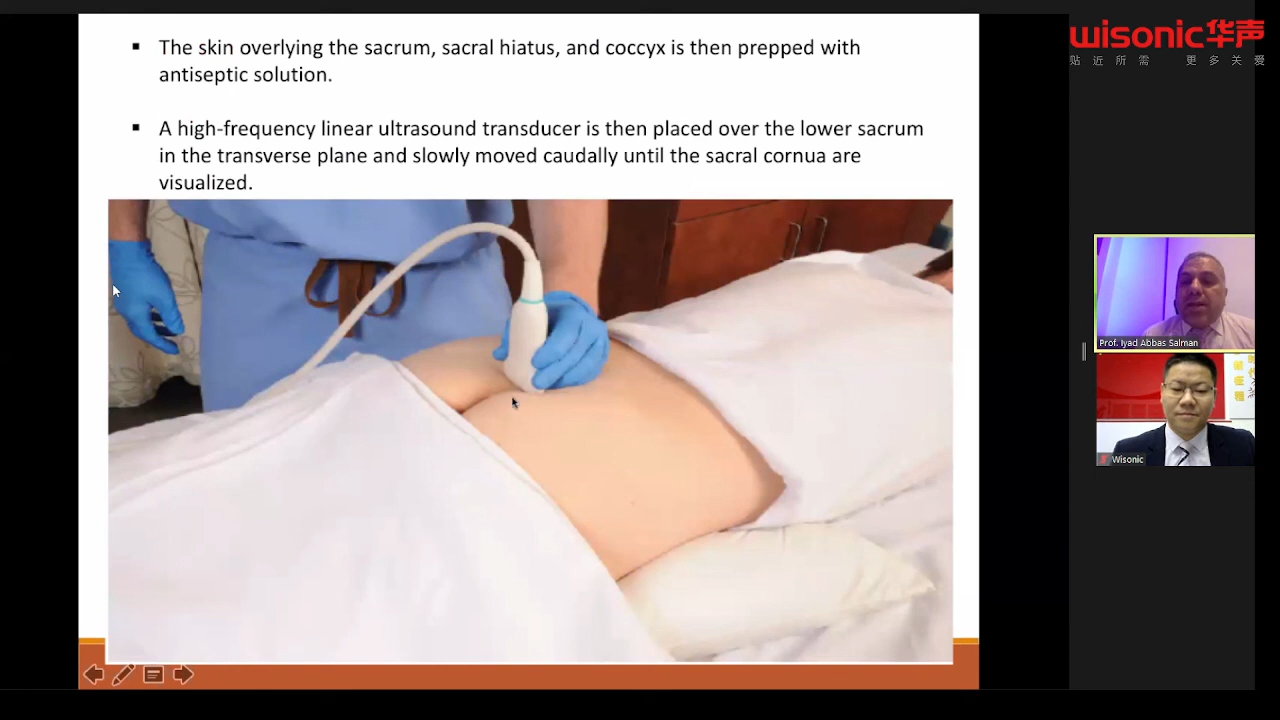 The skin overlying the sacrum, sacral hiatus, and coccyx is then prepped with
antiseptic solution.
A high-frequency linear ultrasound transducer is then placed over the lower sacrum
in the transverse plane and slowly moved caudally until the sacral cornua are
visualized.
wisonic华声
贴近所需 更多关爱
Prof. Iyad Abbas Salman
Wisonic